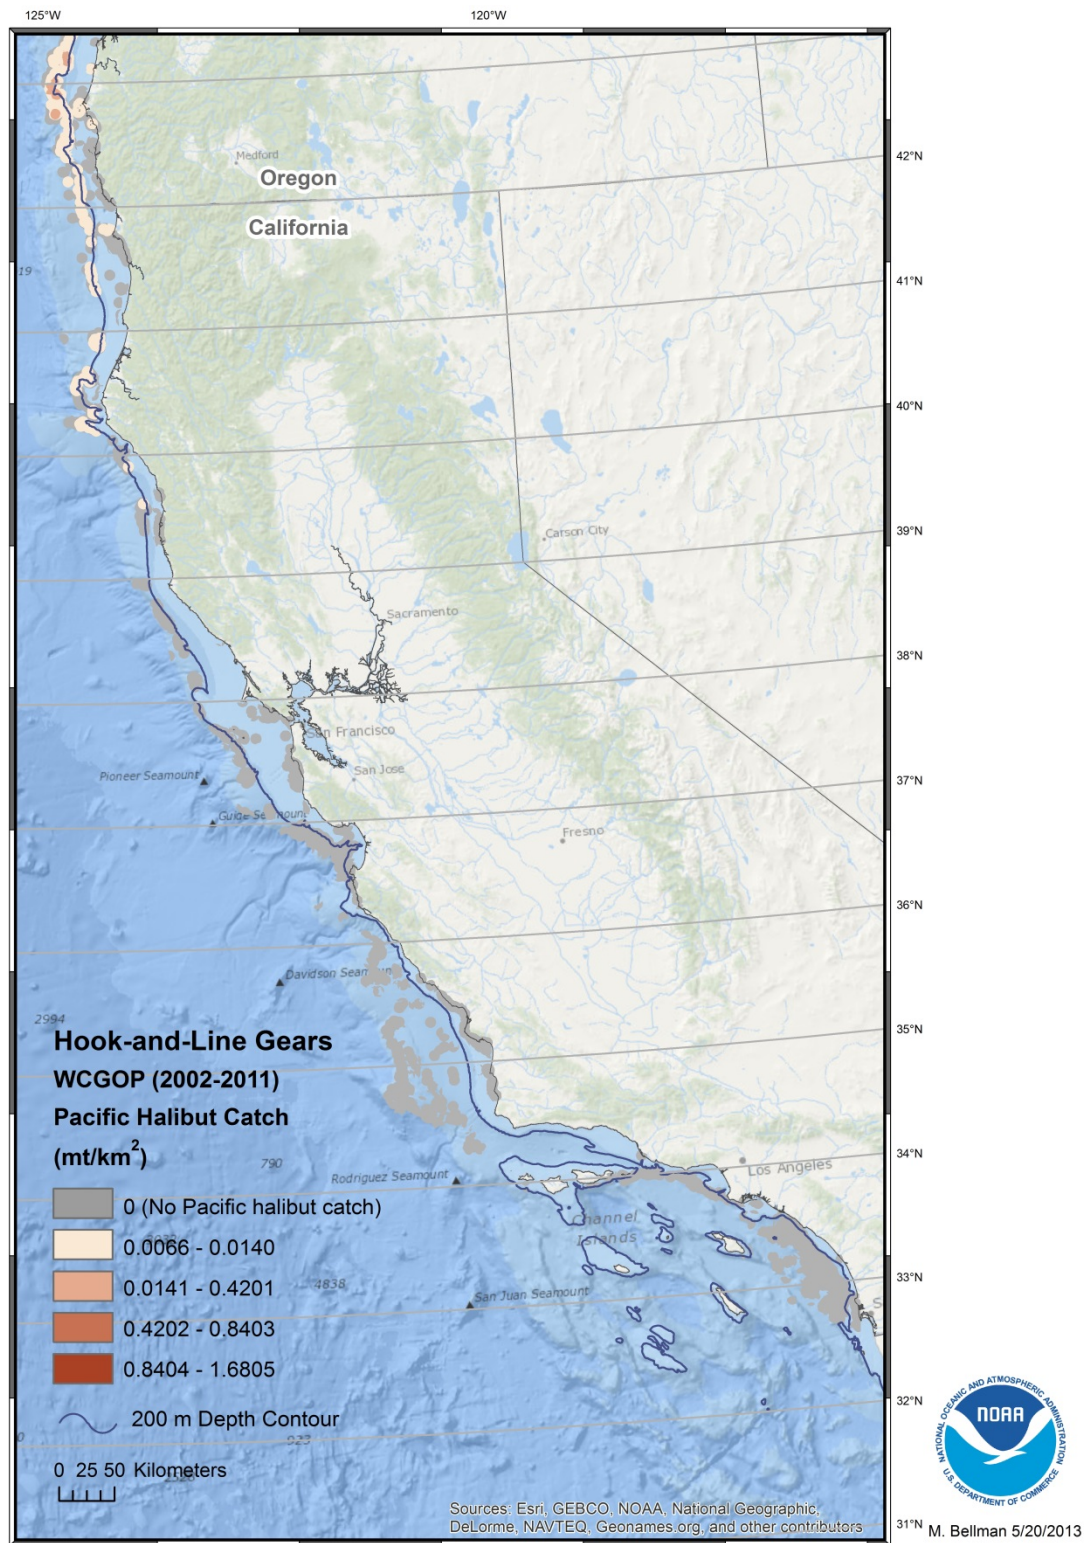 125°W
120°W
Medford
Oregon
42°N
California
19
41°N
40°N
Carson City
39°N
Sacramento
38°N
San Francisco
San Jose
Pioneer Seamount
37°N
Guide Seamount
Fresno
36°N
Davidson Seamount
2994
35°N
Hook-and-Line Gears
WCGOP (2002-2011)
Pacific Halibut Catch
(mt/km²)
34°N
790
Los Angeles
Rodriguez Seamount
0 (No Pacific halibut catch)
Channel
Islands
0.0066 - 0.0140
33°N
4838
0.0141 - 0.4201
San Juan Seamount
S
0.4202 - 0.8403
0.8404 - 1.6805
32°N
200 m Depth Contour
0
923
0 25 50 Kilometers
Sources: Esri, GEBCO, NOAA, National Geographic,
DeLorme, NAVTEQ, Geonames.org, and other contributors
31°N
NATIONAL OCEANIC AND ATMOSPHERIC ADMINISTRATION
NOAA
U.S. DEPARTMENT OF COMMERCE
M. Bellman 5/20/2013